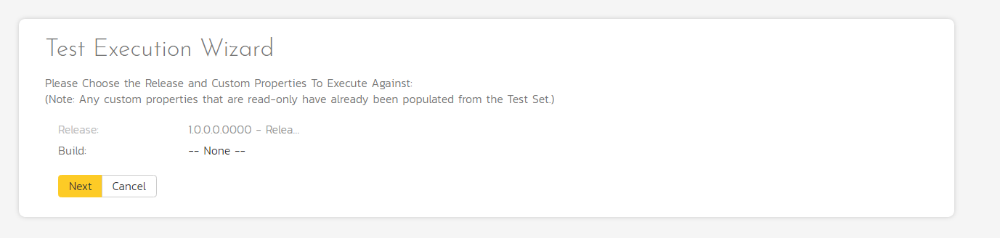 Test Execution Wizard
Please Choose the Release and Custom Properties To Execute Against:
(Note: Any custom properties that are read-only have already been populated from the Test Set.)
Release: 1.0.0.0.0000 - Relea...
Build: -- None --
Next Cancel